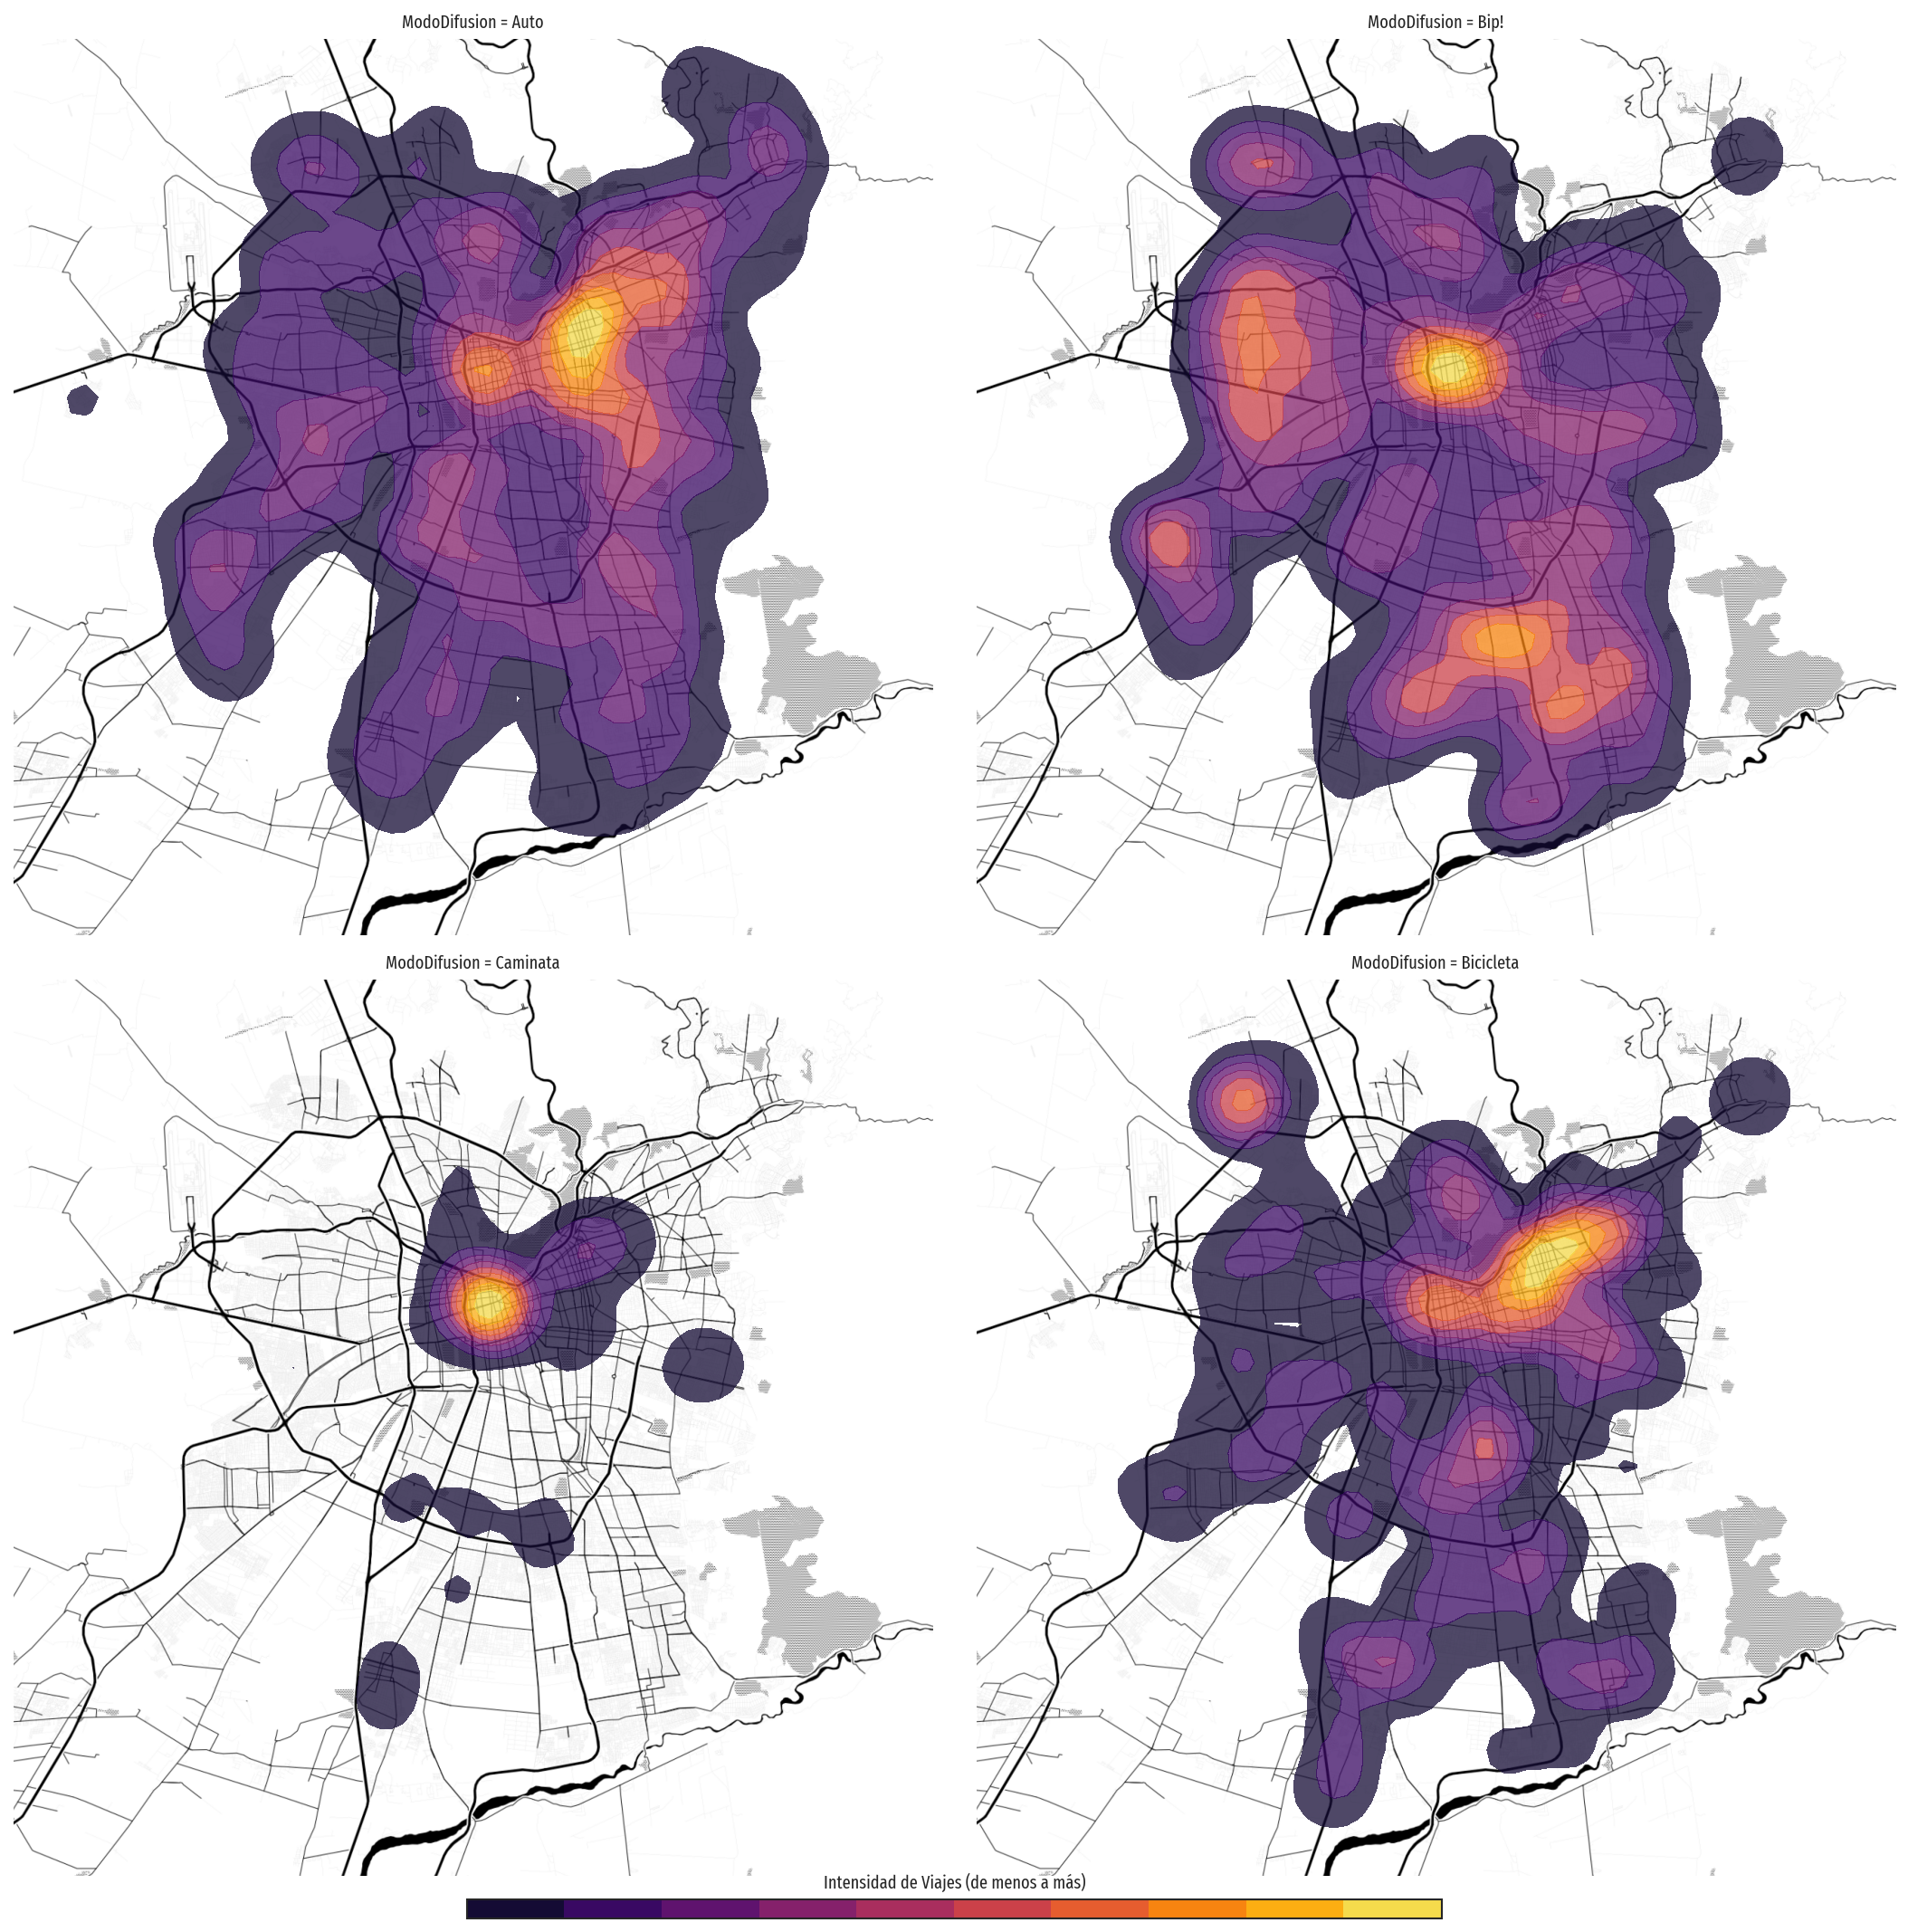 ModoDifusion = Auto
ModoDifusion = Bip!
ModoDifusion = Caminata
ModoDifusion = Bicicleta
Intensidad de Viajes (de menos a más)